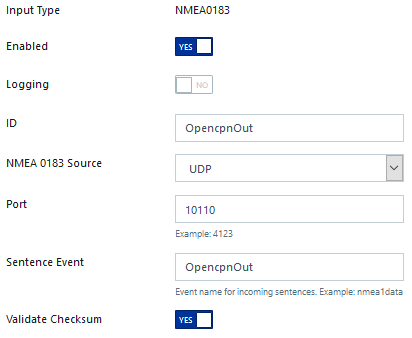 Input Type NMEA0183
Enabled YES
Logging NO
ID OpencpnOut
NMEA 0183 Source UDP
Port 10110
Example: 4123
Sentence Event OpencpnOut
Event name for incoming sentences. Example: nmea1data
Validate Checksum YES